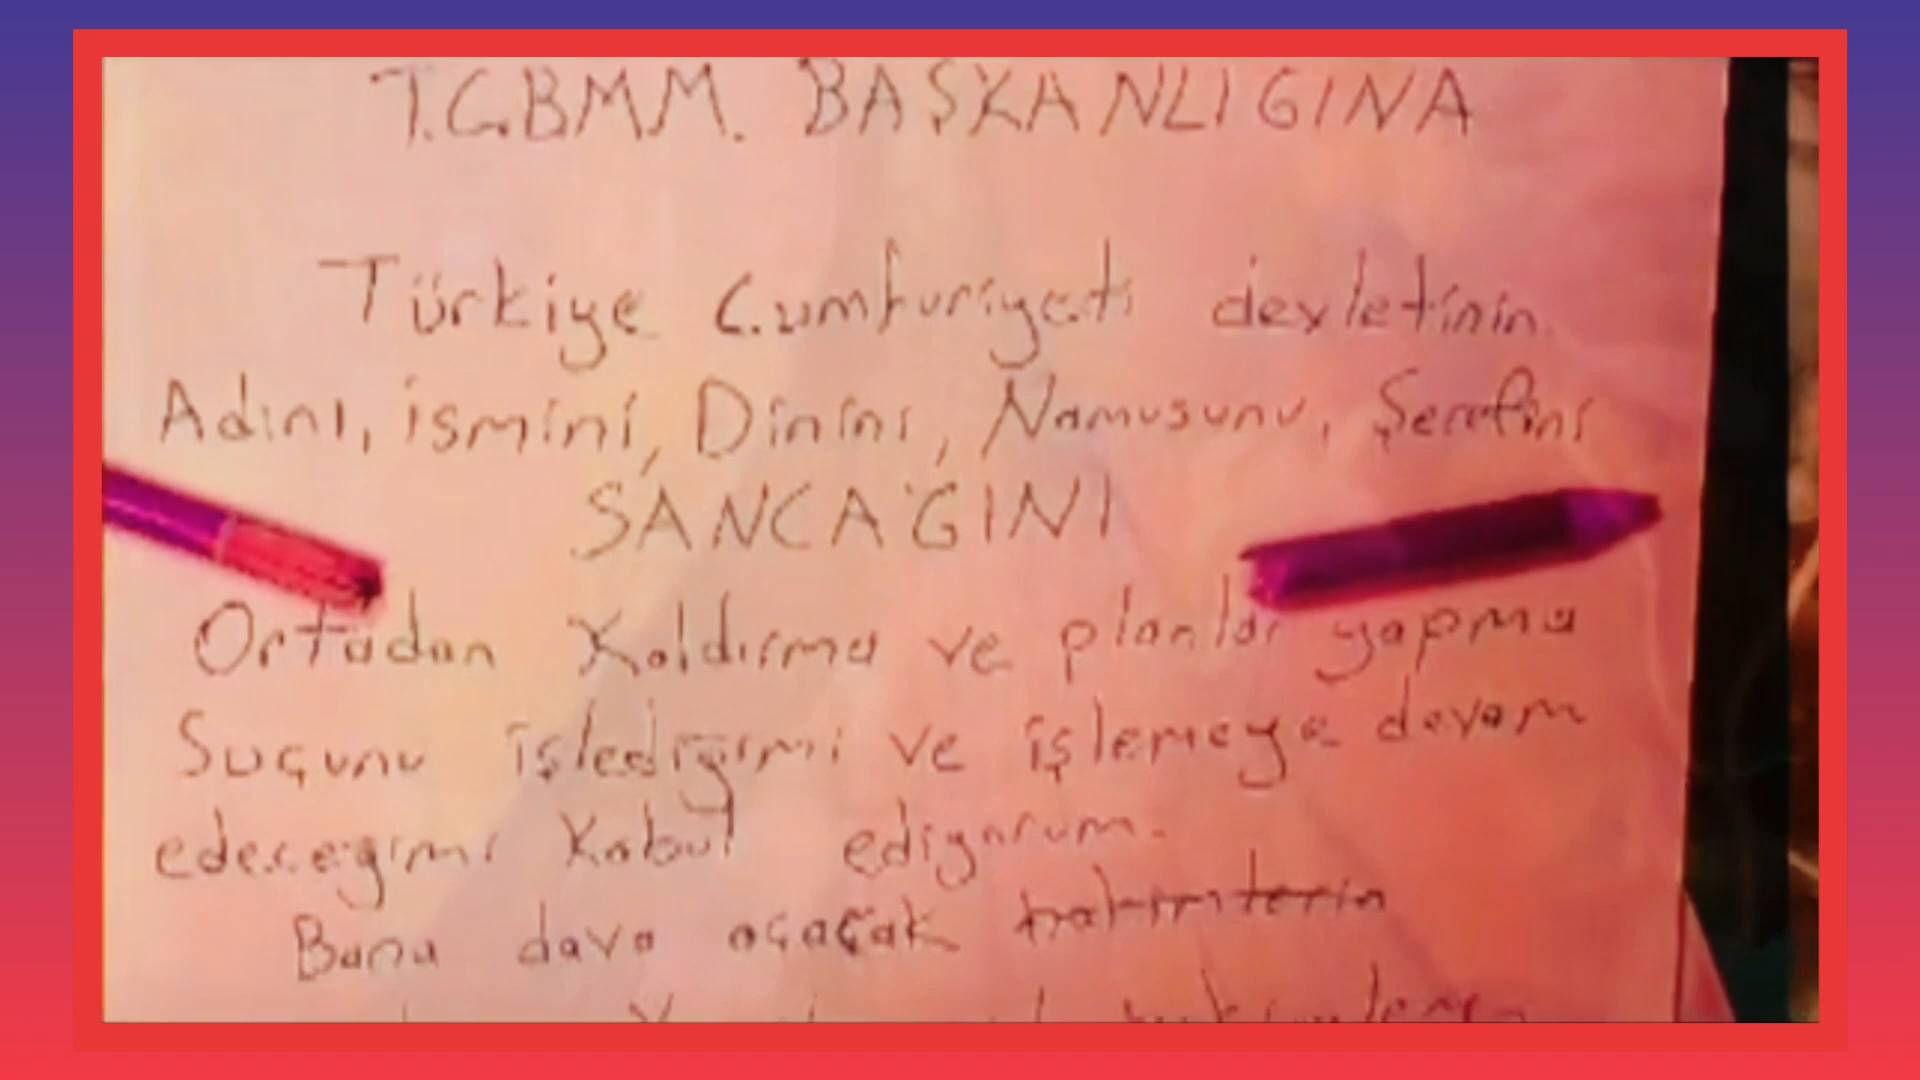 T.C.BMM. BAŞKANLIGINA
Türkiye Cumhuriyeti devletinin
Adını, ismini, Dinini, Namusunu, Şerefini
SANCAĞINI
Ortadan Kaldırma ve planlar yapma
Suçunu işlediğimi ve işlemeye devam
edeceğimi Kabul ediyorum.
Bana dava açacak